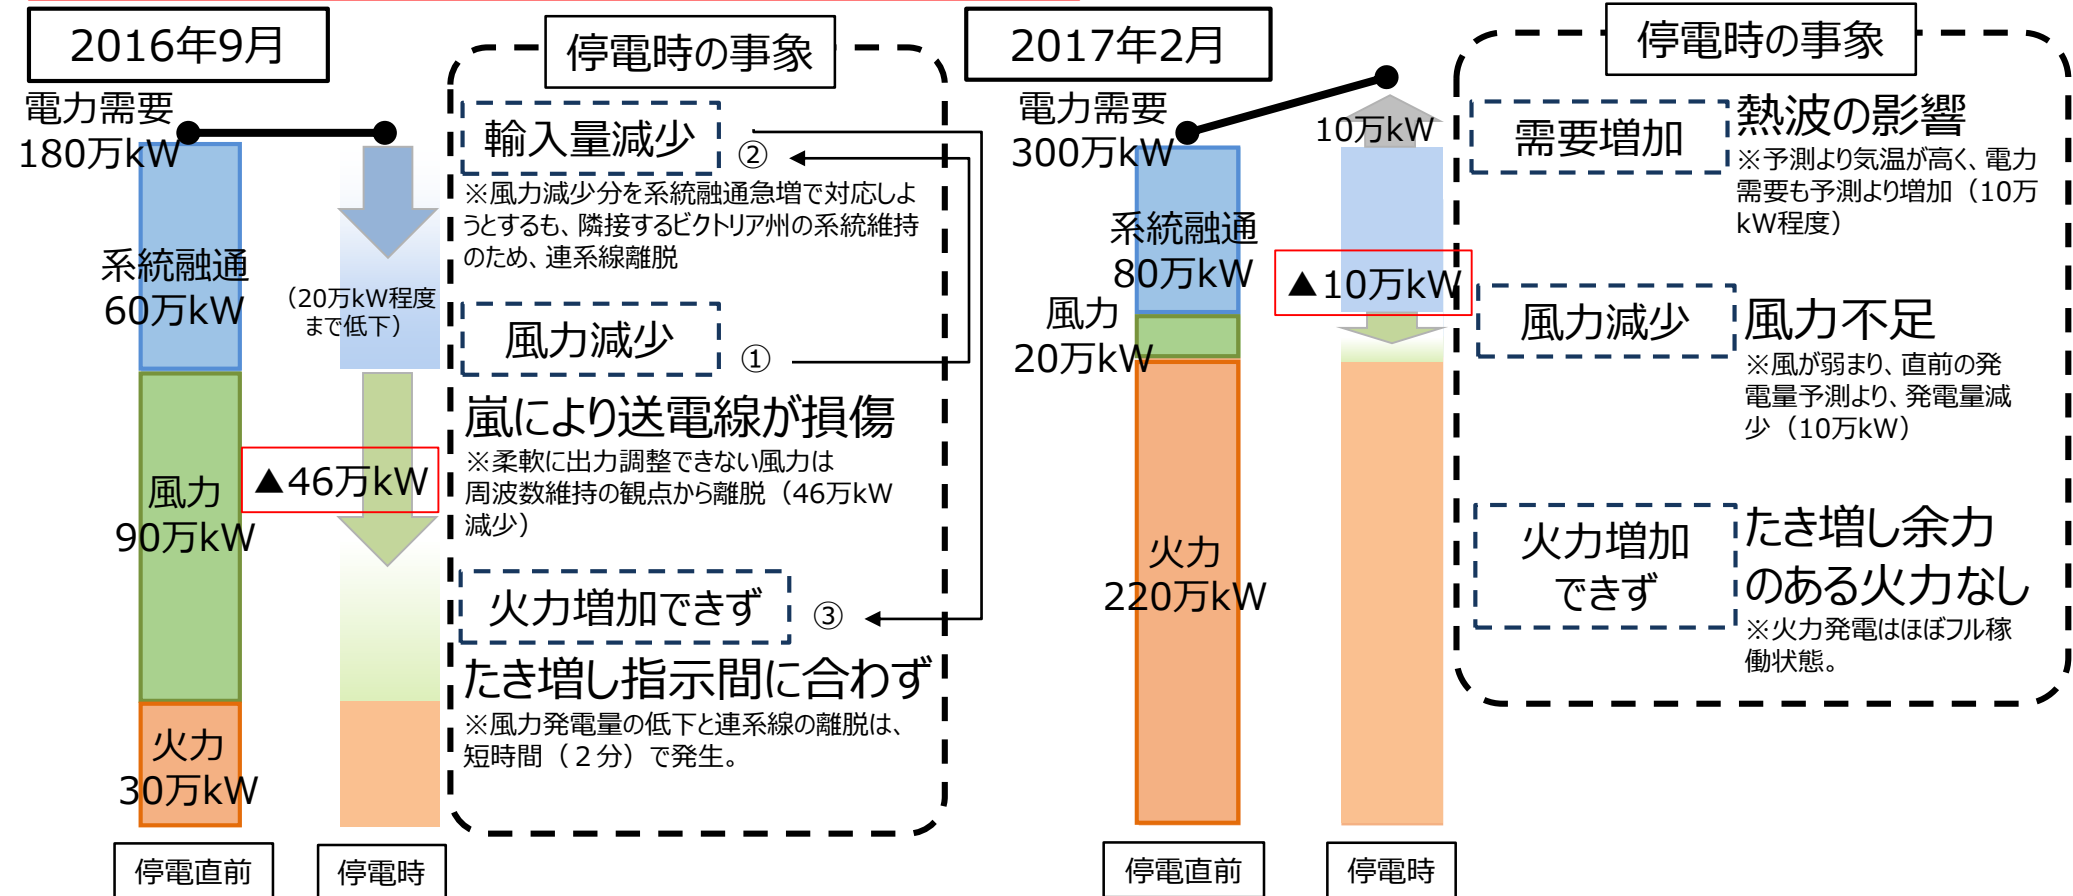 2016年9月
電力需要
180万kW
系統融通
60万kW
風力
90万kW
火力
30万kW
停電直前
(20万kW程度
まで低下)
▲46万kW
停電時
停電時の事象
輸入量減少
②
※風力減少分を系統融通急増で対応しよ
うとするも、隣接するビクトリア州の系統維持
のため、連系線離脱
風力減少
①
嵐により送電線が損傷
※柔軟に出力調整できない風力は
周波数維持の観点から離脱（46万kW
減少）
火力増加できず
③
たき増し指示間に合わず
※風力発電量の低下と連系線の離脱は、
短時間（２分）で発生。
2017年2月
電力需要
300万kW
系統融通
80万kW
風力
20万kW
火力
220万kW
停電直前
10万kW
▲10万kW
停電時
停電時の事象
需要増加
熱波の影響
※予測より気温が高く、電力
需要も予測より増加（10万
kW程度）
風力減少
風力不足
※風が弱まり、直前の発
電量予測より、発電量減
少（10万kW）
火力増加
できず
たき増し余力
のある火力なし
※火力発電はほぼフル稼
働状態。